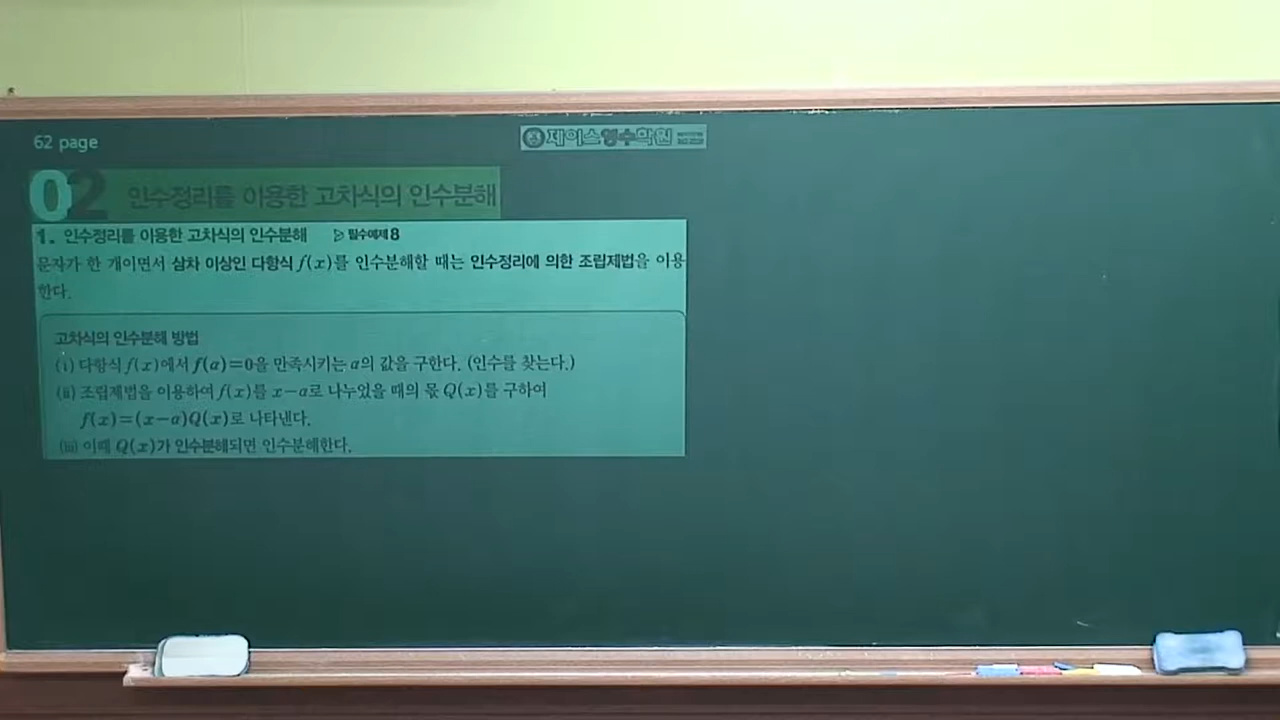 62 page
제이스영수학원
02 인수정리를 이용한 고차식의 인수분해
1. 인수정리를 이용한 고차식의 인수분해 ▷ 필수예제 8
문자가 한 개이면서 삼차 이상인 다항식 f(x)를 인수분해할 때는 인수정리에 의한 조립제법을 이용
한다.
고차식의 인수분해 방법
(i) 다항식 f(x)에서 f(a)=0을 만족시키는 a의 값을 구한다. (인수를 찾는다.)
(ii) 조립제법을 이용하여 f(x)를 x-a로 나누었을 때의 몫 Q(x)를 구하여
f(x)=(x-a)Q(x)로 나타낸다.
(iii) 이때 Q(x)가 인수분해되면 인수분해한다.